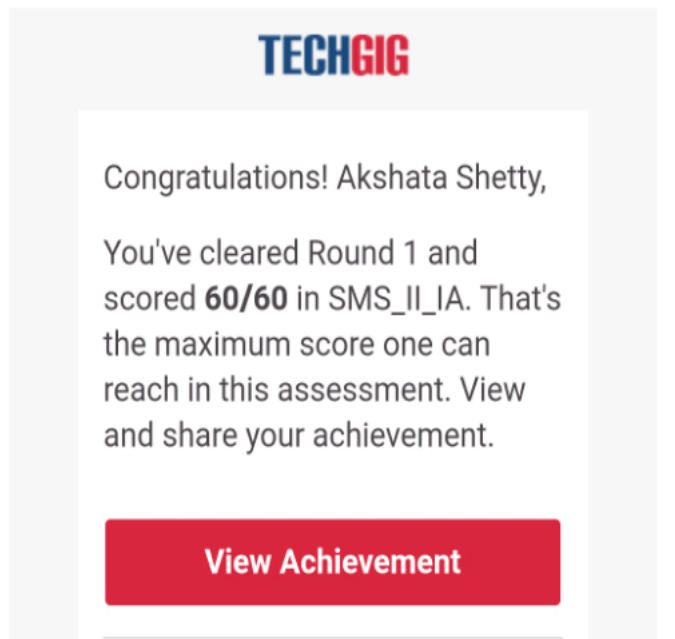 TECHGIG
Congratulations! Akshata Shetty,
You've cleared Round 1 and
scored 60/60 in SMS_II_IA. That's
the maximum score one can
reach in this assessment. View
and share your achievement.
View Achievement